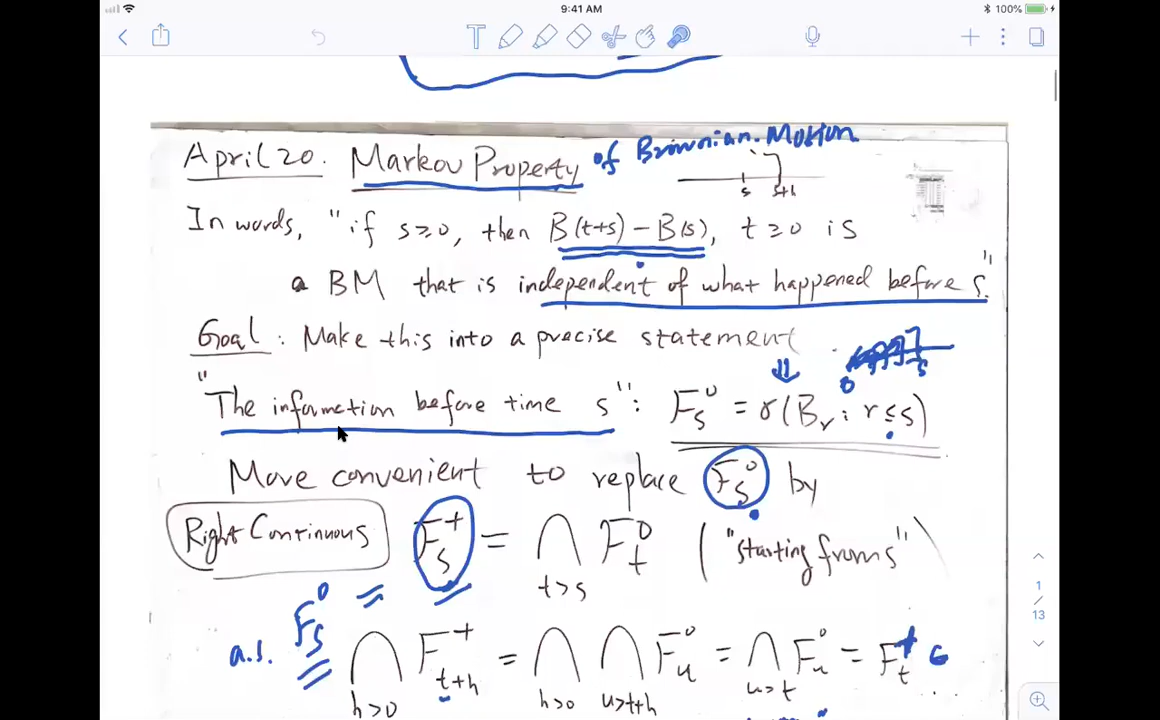 9:41 AM
100%
April 20. Markov Property of Brownian Motion
s s+h
In words, "if s≥0, then B(t+s) − B(s), t≥0 is
a BM that is independent of what happened before s."
Goal: Make this into a precise statement
0 s
"The information before time s": F_s^0 = σ(B_r : r≤s)
More convenient to replace F_s^0 by
Right Continuous F_s^+ = ∩_{t>s} F_t^0 ("starting from s")
F_s^0 =
a.s. ∩_{h>0} F_{t+h}^+ = ∩_{h>0} ∩_{u>t+h} F_u^0 = ∩_{u>t} F_u^0 = F_t^+
1
/
13